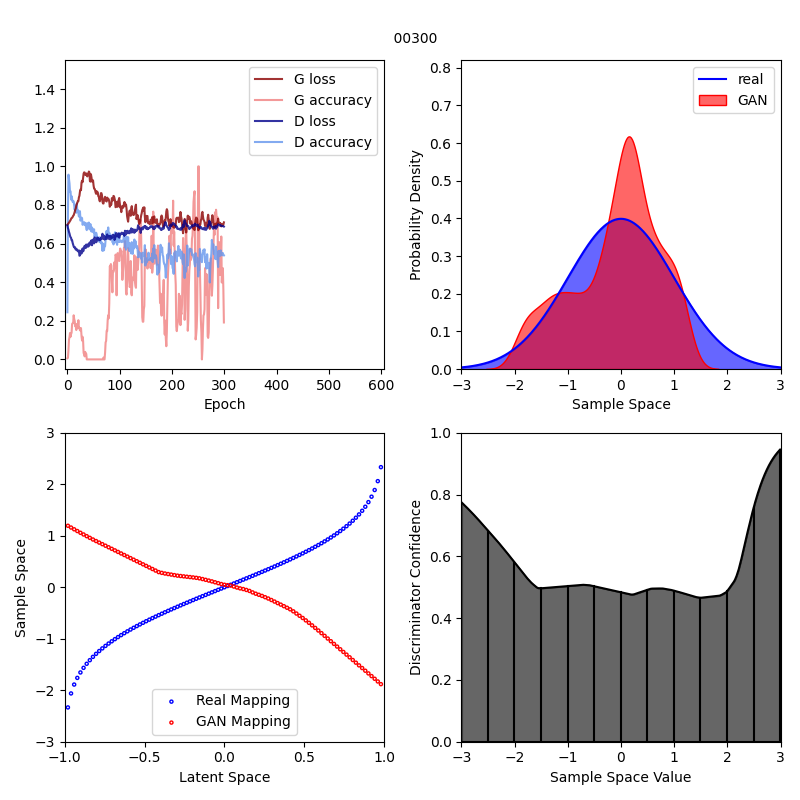 00300
G loss
G accuracy
D loss
D accuracy
1.4
1.2
1.0
0.8
0.6
0.4
0.2
0.0
0 100 200 300 400 500 600
Epoch
real
GAN
Probability Density
0.8
0.7
0.6
0.5
0.4
0.3
0.2
0.1
0.0
−3 −2 −1 0 1 2 3
Sample Space
Sample Space
3
2
1
0
−1
−2
−3
Real Mapping
GAN Mapping
−1.0 −0.5 0.0 0.5 1.0
Latent Space
Discriminator Confidence
1.0
0.8
0.6
0.4
0.2
0.0
−3 −2 −1 0 1 2 3
Sample Space Value